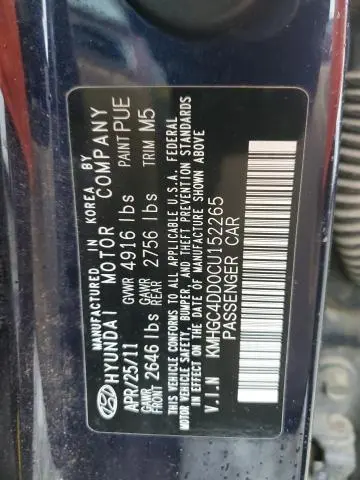 MANUFACTURED IN KOREA BY
HYUNDAI MOTOR COMPANY
APR/25/11 GVWR 4916 lbs PAINT PUE
GAWR FRONT 2646 lbs GAWR REAR 2756 lbs TRIM M5
THIS VEHICLE CONFORMS TO ALL APPLICABLE U.S.A. FEDERAL
MOTOR VEHICLE SAFETY, BUMPER, AND THEFT PREVENTION STANDARDS
IN EFFECT ON THE DATE OF MANUFACTURE SHOWN ABOVE.
V.I.N KMHGC4DD0CU152265
PASSENGER CAR